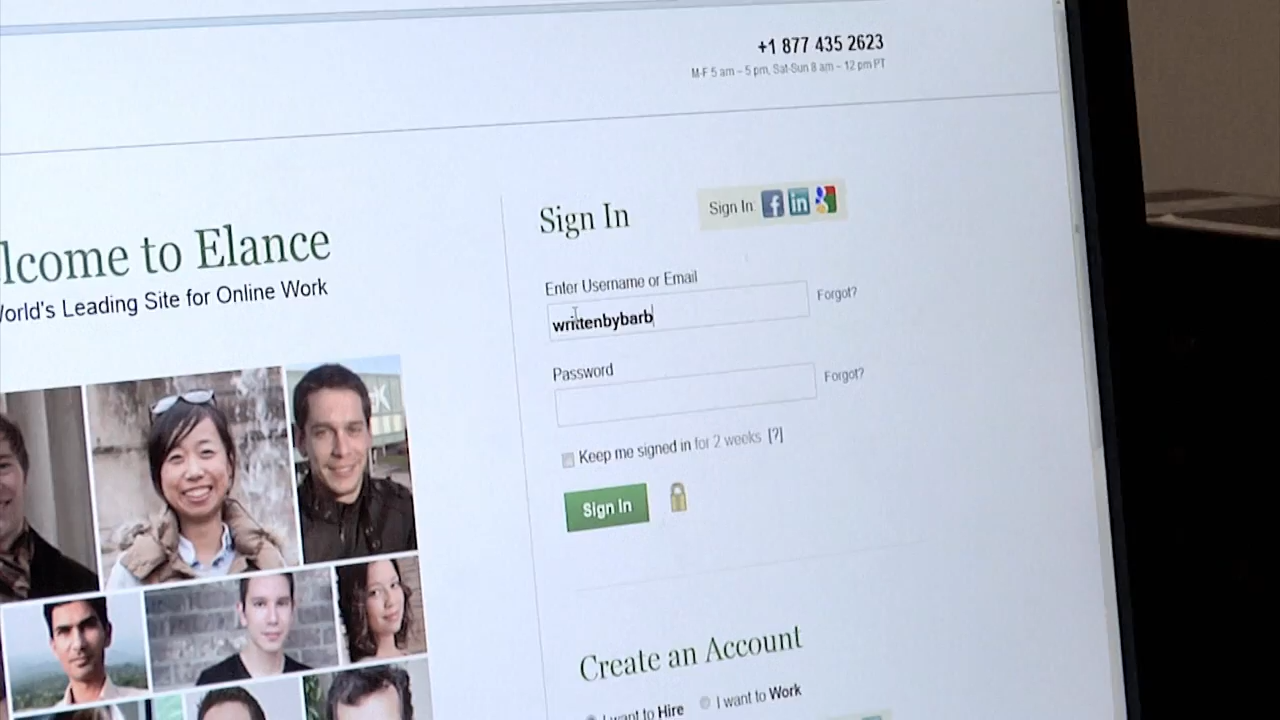 +1 877 435 2623
M-F 5 am – 5 pm, Sat-Sun 8 am – 12 pm PT
lcome to Elance
World's Leading Site for Online Work
Sign In
Sign In
Enter Username or Email
writtenbybarb
Forgot?
Password
Forgot?
Keep me signed in for 2 weeks [?]
Sign In
Create an Account
I want to Hire
I want to Work